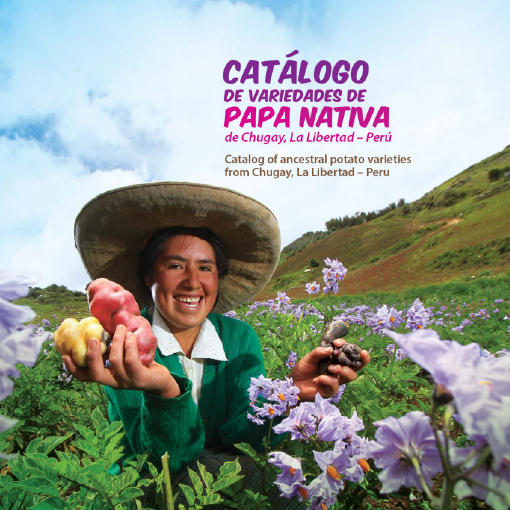 CATÁLOGO
DE VARIEDADES DE
PAPA NATIVA
de Chugay, La Libertad – Perú
Catalog of ancestral potato varieties
from Chugay, La Libertad – Peru